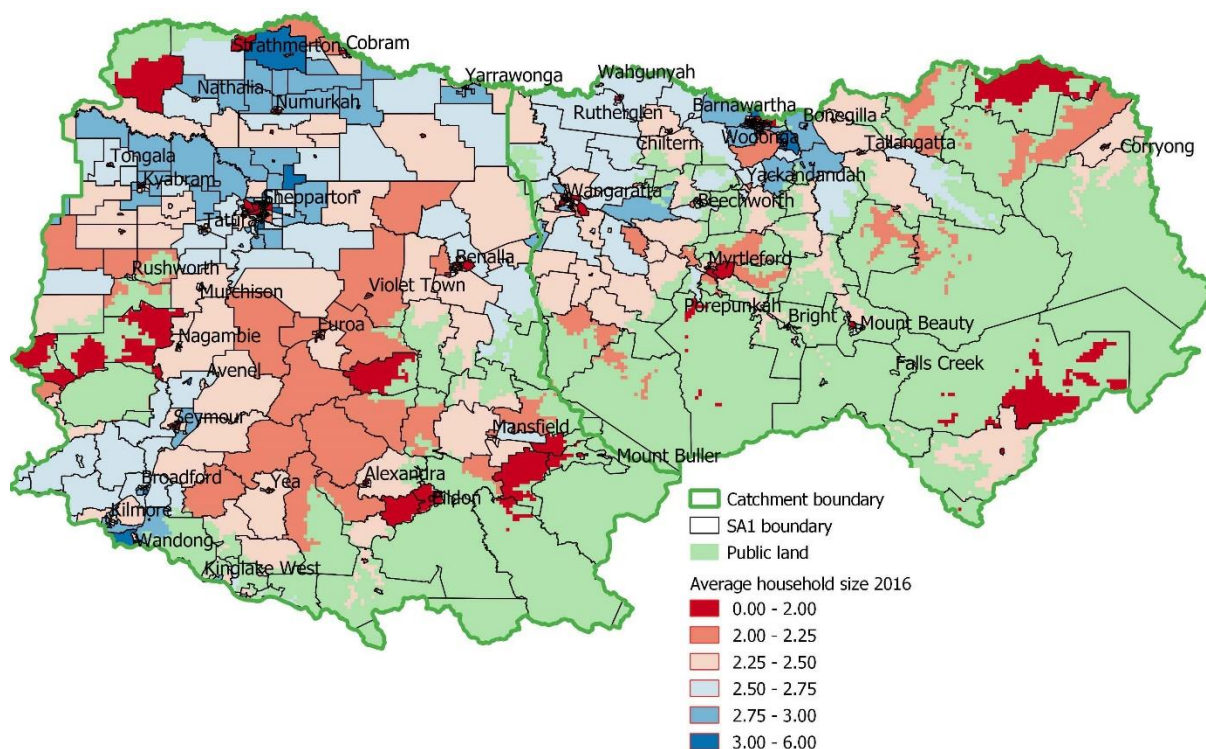 Strathmerton
Cobram
Nathalia
Numurkah
Yarrawonga
Wahgunyah
Rutherglen
Barnawartha
Bonegilla
Chiltern
Wodonga
Tallangatta
Corryong
Tongala
Kyabram
Shepparton
Tatura
Wangaratta
Yackandandah
Beechworth
Rushworth
Murchison
Violet Town
Benalla
Myrtleford
Porepunkah
Bright
Mount Beauty
Nagambie
Euroa
Falls Creek
Avenel
Seymour
Mansfield
Mount Buller
Broadford
Yea
Alexandra
Eildon
Kilmore
Wandong
Kinglake West
Catchment boundary
SA1 boundary
Public land
Average household size 2016
0.00 - 2.00
2.00 - 2.25
2.25 - 2.50
2.50 - 2.75
2.75 - 3.00
3.00 - 6.00